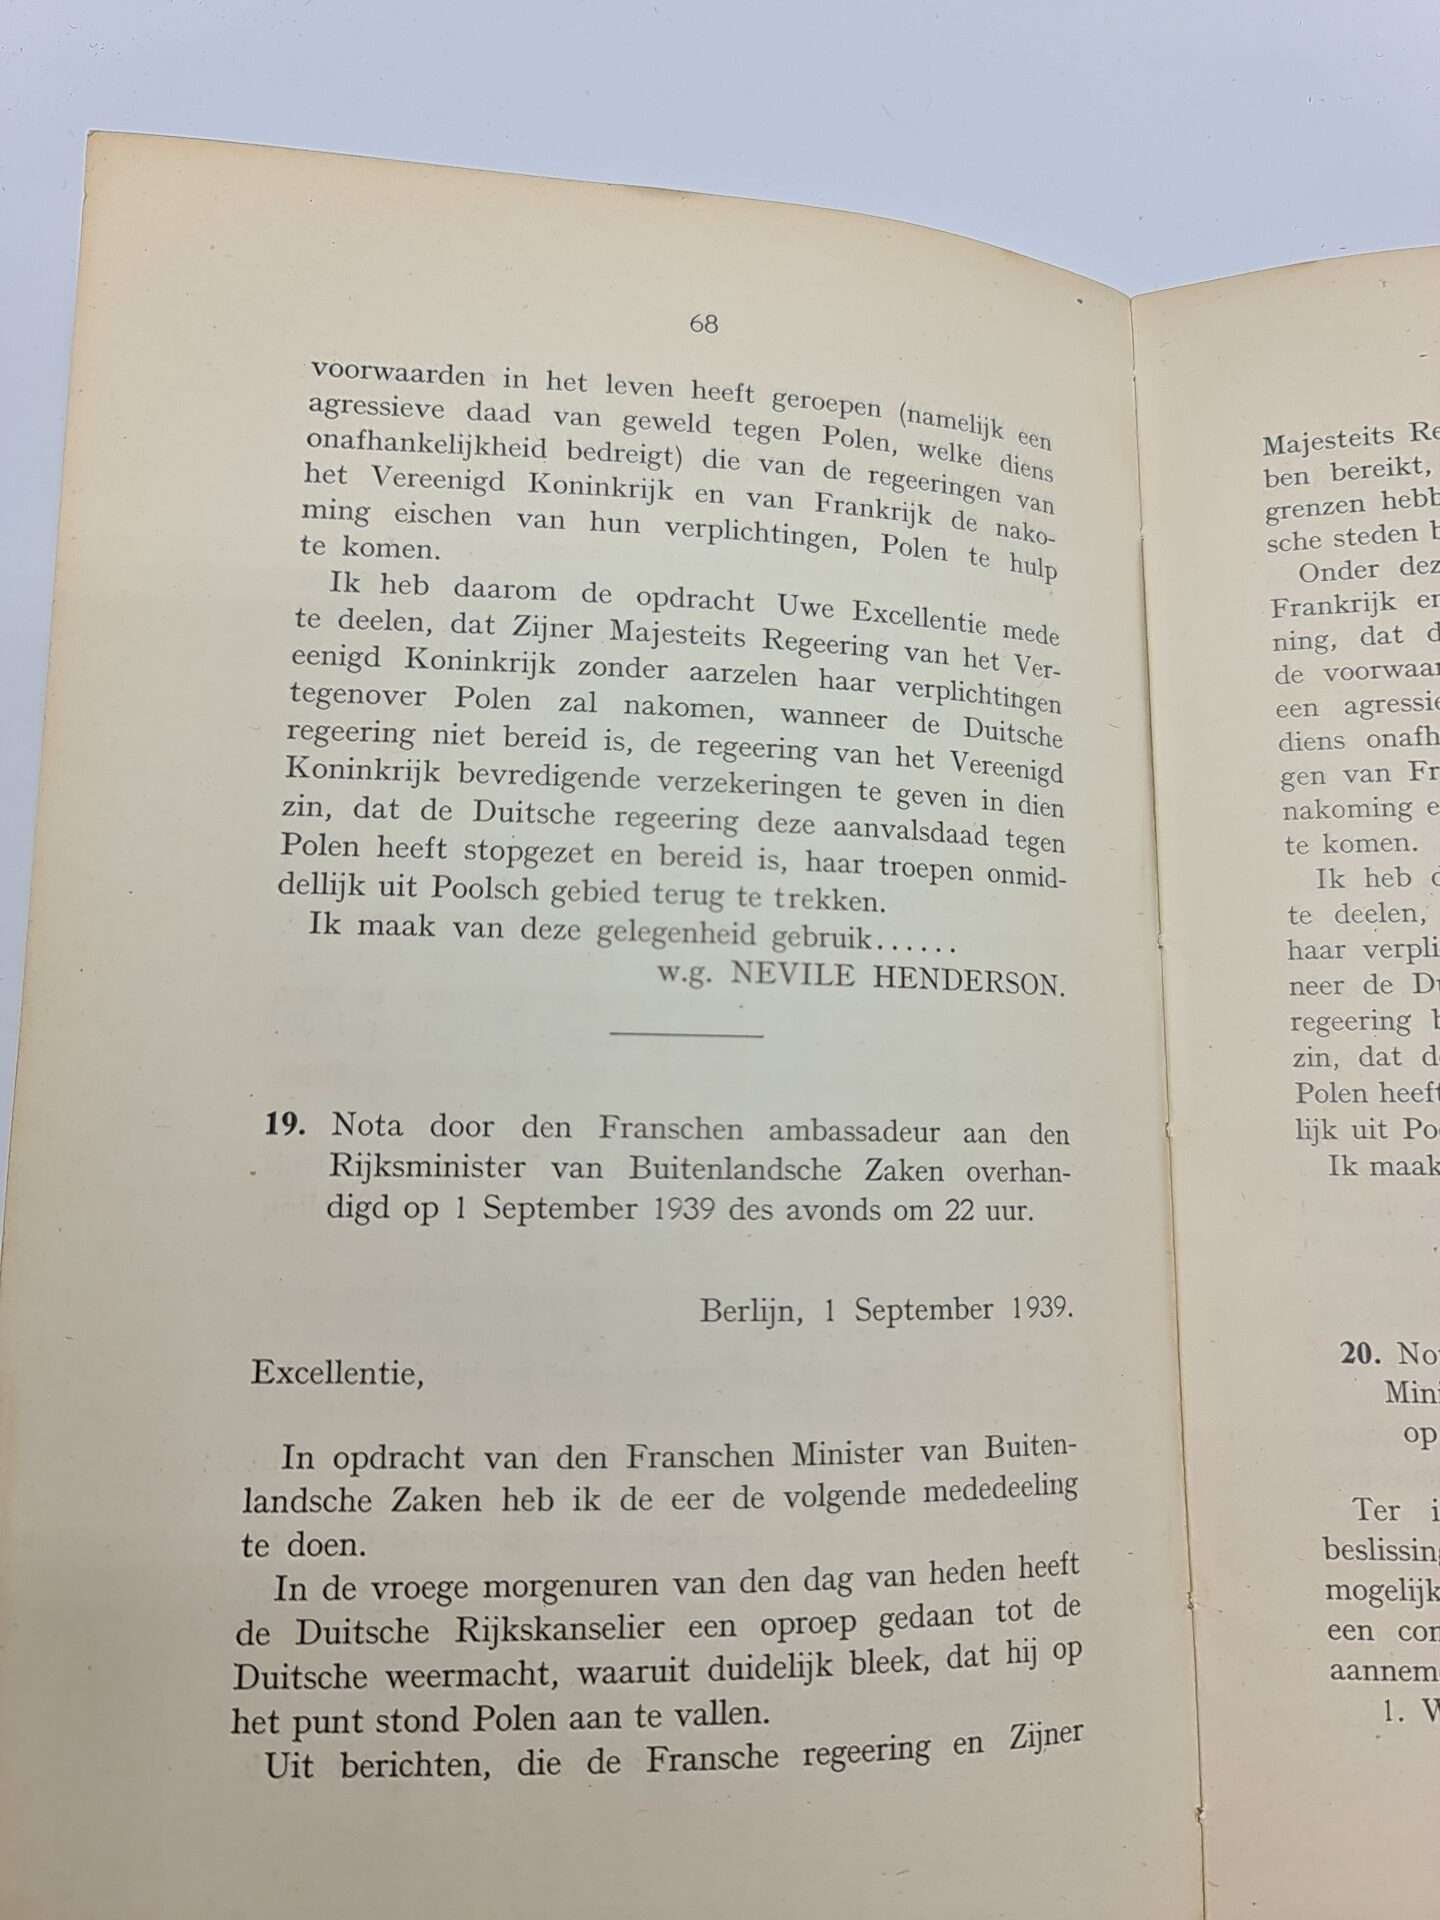 68
voorwaarden in het leven heeft geroepen (namelijk een
agressieve daad van geweld tegen Polen, welke diens
onafhankelijkheid bedreigt) die van de regeeringen van
het Vereenigd Koninkrijk en van Frankrijk de nako-
ming eischen van hun verplichtingen, Polen te hulp
te komen.
Ik heb daarom de opdracht Uwe Excellentie mede
te deelen, dat Zijner Majesteits Regeering van het Ver-
eenigd Koninkrijk zonder aarzelen haar verplichtingen
tegenover Polen zal nakomen, wanneer de Duitsche
regeering niet bereid is, de regeering van het Vereenigd
Koninkrijk bevredigende verzekeringen te geven in dien
zin, dat de Duitsche regeering deze aanvalsdaad tegen
Polen heeft stopgezet en bereid is, haar troepen onmid-
dellijk uit Poolsch gebied terug te trekken.
Ik maak van deze gelegenheid gebruik......
w.g. NEVILE HENDERSON.
19. Nota door den Franschen ambassadeur aan den
Rijksminister van Buitenlandsche Zaken overhan-
digd op 1 September 1939 des avonds om 22 uur.
Berlijn, 1 September 1939.
Excellentie,
In opdracht van den Franschen Minister van Buiten-
landsche Zaken heb ik de eer de volgende mededeeling
te doen.
In de vroege morgenuren van den dag van heden heeft
de Duitsche Rijkskanselier een oproep gedaan tot de
Duitsche weermacht, waaruit duidelijk bleek, dat hij op
het punt stond Polen aan te vallen.
Uit berichten, die de Fransche regeering en Zijner
Majesteits Re
ben bereikt,
grenzen hebb
sche steden b
Onder dez
Frankrijk en
ning, dat d
de voorwaar
een agressie
diens onafh
gen van Fr
nakoming e
te komen.
Ik heb d
te deelen,
haar verpli
neer de Du
regeering b
zin, dat de
Polen heeft
lijk uit Po
Ik maak
20. No
Mini
op
Ter i
beslissing
mogelijk
een con
aannem
1. W